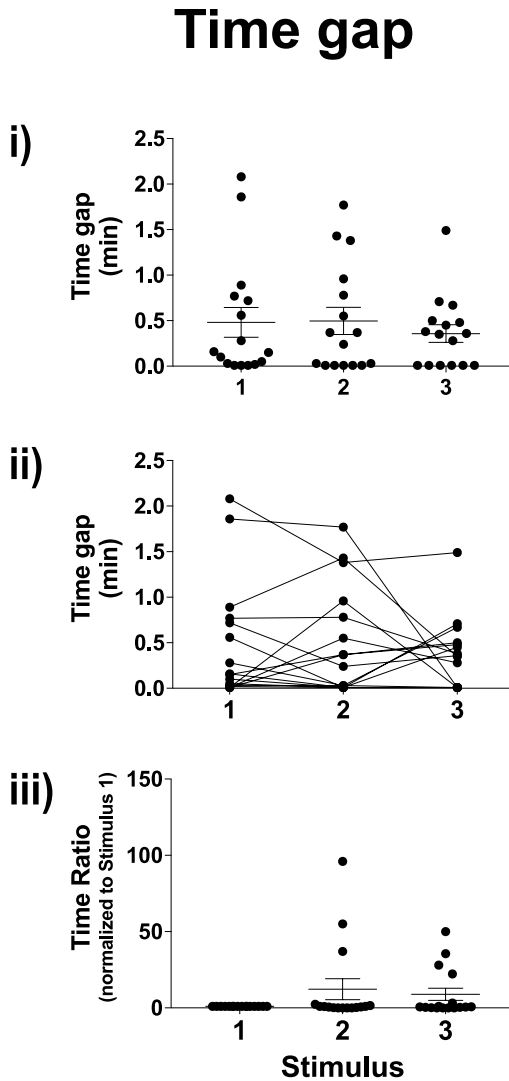 Time gap
i)
Time gap
(min)
2.5
2.0
1.5
1.0
0.5
0.0
1 2 3
ii)
Time gap
(min)
2.5
2.0
1.5
1.0
0.5
0.0
1 2 3
iii)
Time Ratio
(normalized to Stimulus 1)
150
100
50
0
1 2 3
Stimulus